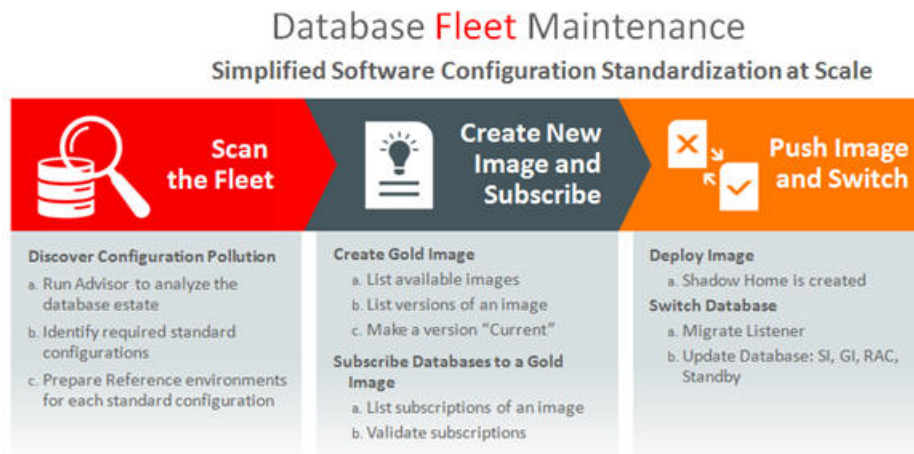 Database Fleet Maintenance
Simplified Software Configuration Standardization at Scale
Scan
the Fleet
Discover Configuration Pollution
a. Run Advisor to analyze the
database estate
b. Identify required standard
configurations
c. Prepare Reference environments
for each standard configuration
Create New
Image and
Subscribe
Create Gold Image
a. List available images
b. List versions of an image
c. Make a version “Current”
Subscribe Databases to a Gold
Image
a. List subscriptions of an image
b. Validate subscriptions
Push Image
and Switch
Deploy Image
a. Shadow Home is created
Switch Database
a. Migrate Listener
b. Update Database: SI, GI, RAC,
Standby